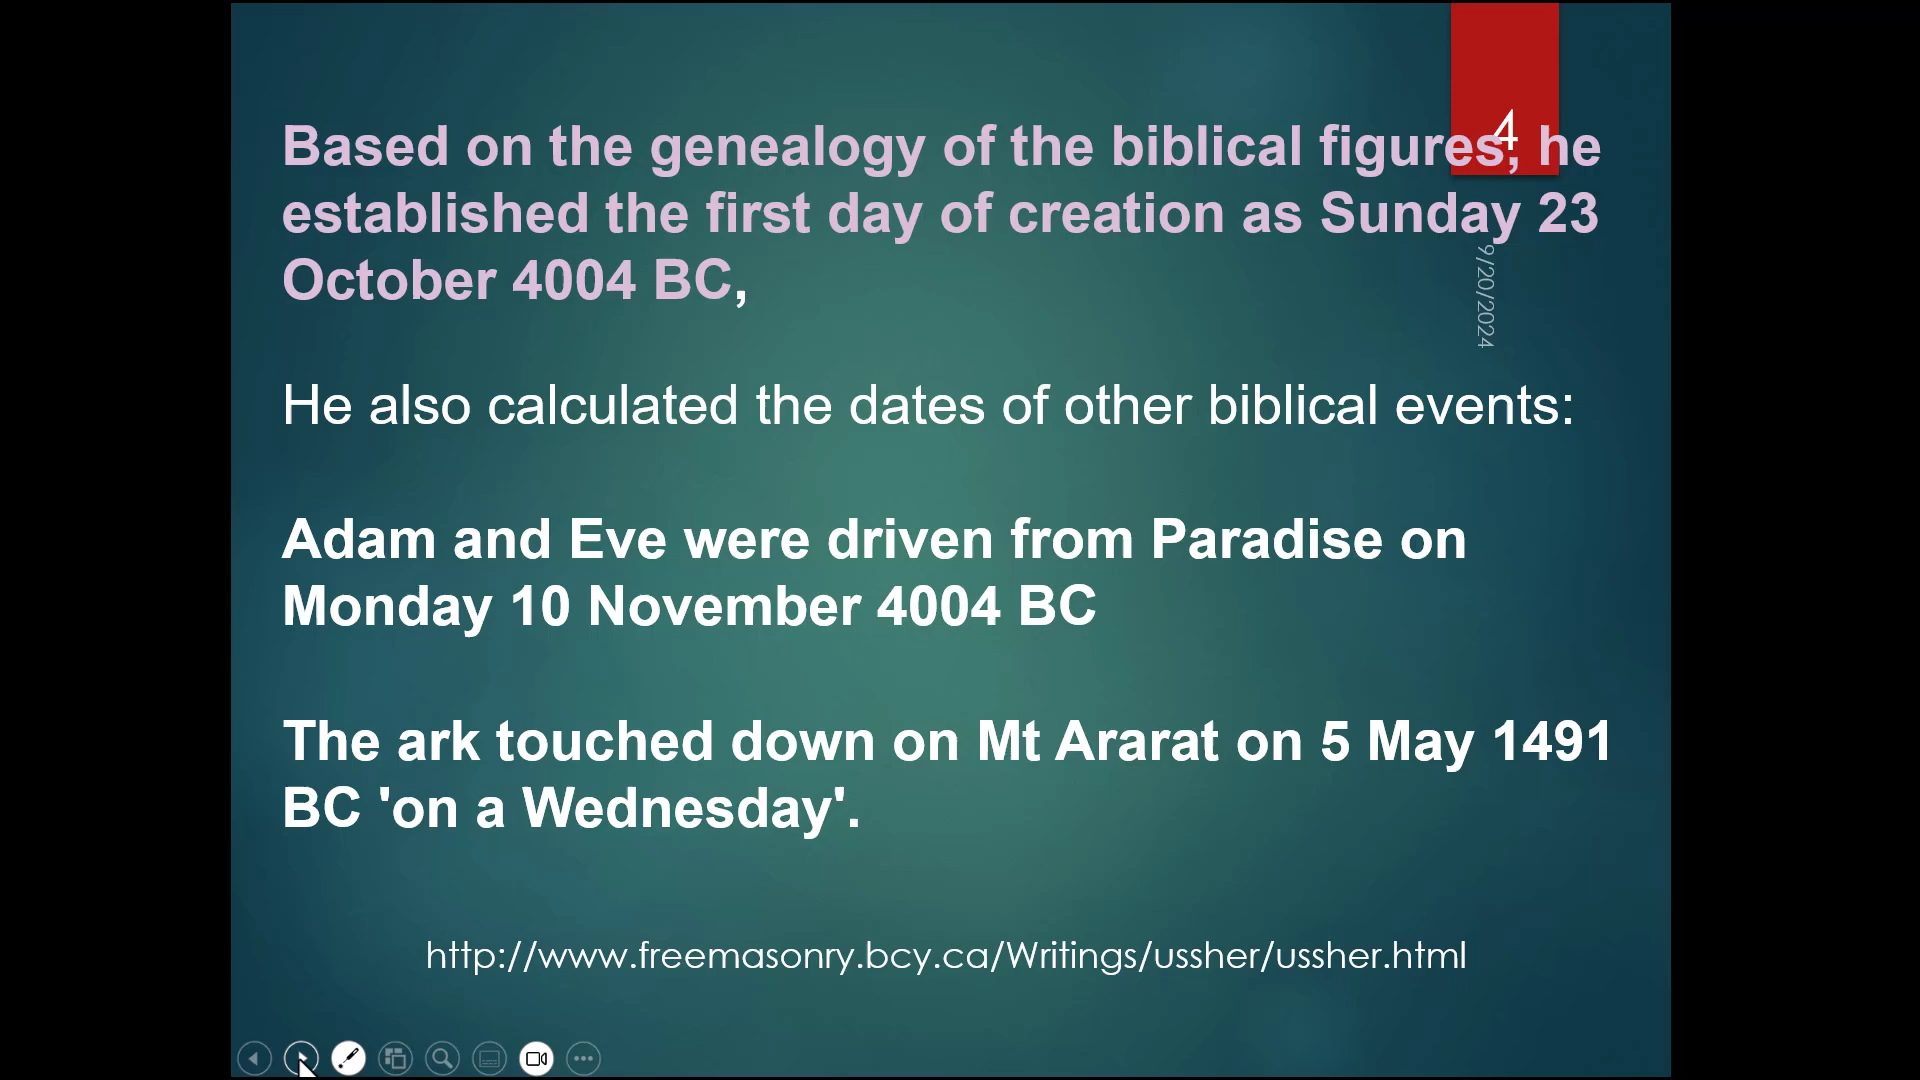 4
Based on the genealogy of the biblical figures, he
established the first day of creation as Sunday 23
October 4004 BC,
9/20/2024
He also calculated the dates of other biblical events:
Adam and Eve were driven from Paradise on
Monday 10 November 4004 BC
The ark touched down on Mt Ararat on 5 May 1491
BC 'on a Wednesday'.
http://www.freemasonry.bcy.ca/Writings/ussher/ussher.html